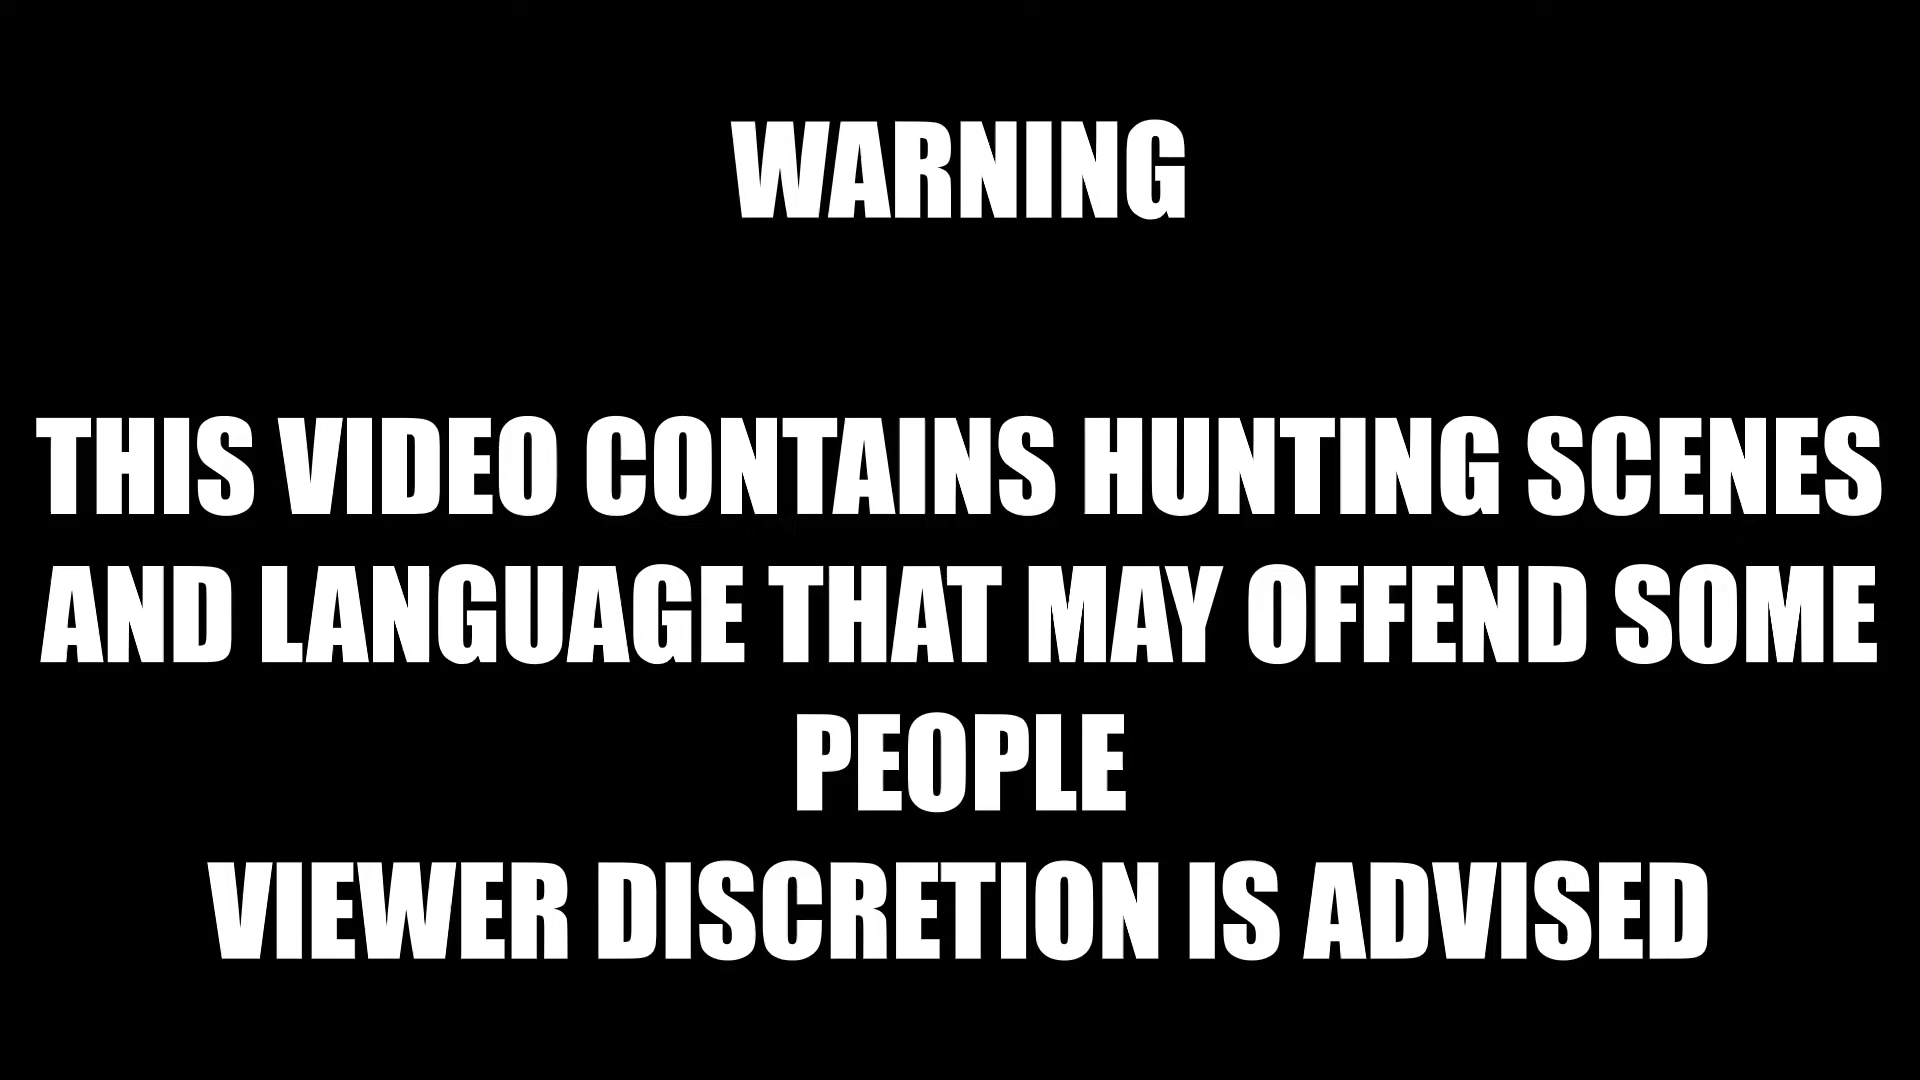 WARNING
THIS VIDEO CONTAINS HUNTING SCENES
AND LANGUAGE THAT MAY OFFEND SOME
PEOPLE
VIEWER DISCRETION IS ADVISED